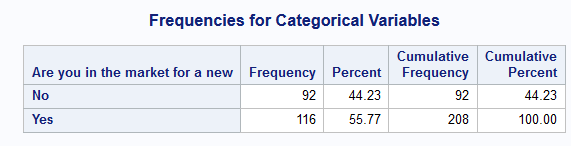 Frequencies for Categorical Variables
Are you in the market for a new Frequency Percent Cumulative Frequency Cumulative Percent
No 92 44.23 92 44.23
Yes 116 55.77 208 100.00